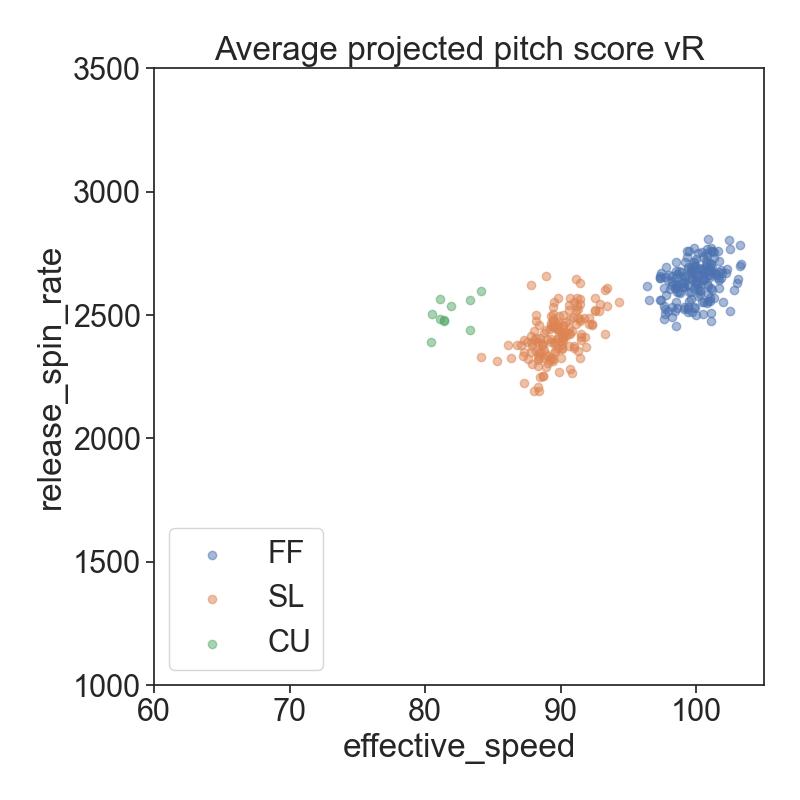 Average projected pitch score vR
3500
3000
2500
2000
1500
1000
release_spin_rate
FF
SL
CU
60
70
80
90
100
effective_speed